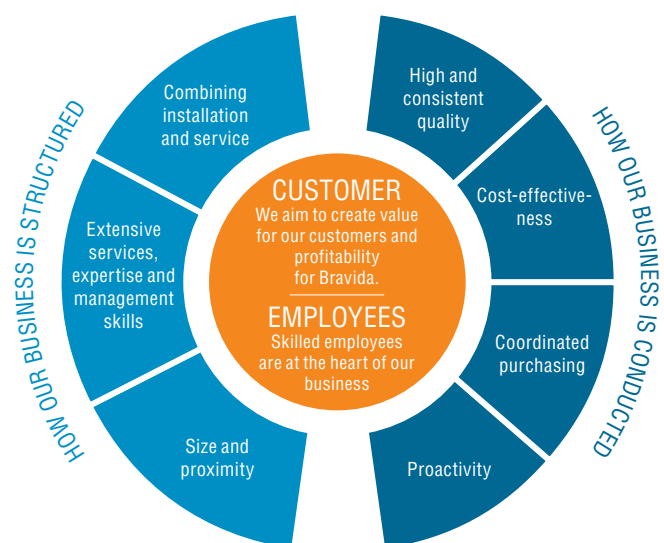 HOW OUR BUSINESS IS STRUCTURED
Combining
installation
and service
Extensive
services,
expertise and
management
skills
Size and
proximity
CUSTOMER
We aim to create value
for our customers and
profitability
for Bravida.
EMPLOYEES
Skilled employees
are at the heart of our
business
High and
consistent
quality
Cost-effective-
ness
Coordinated
purchasing
Proactivity
HOW OUR BUSINESS IS CONDUCTED